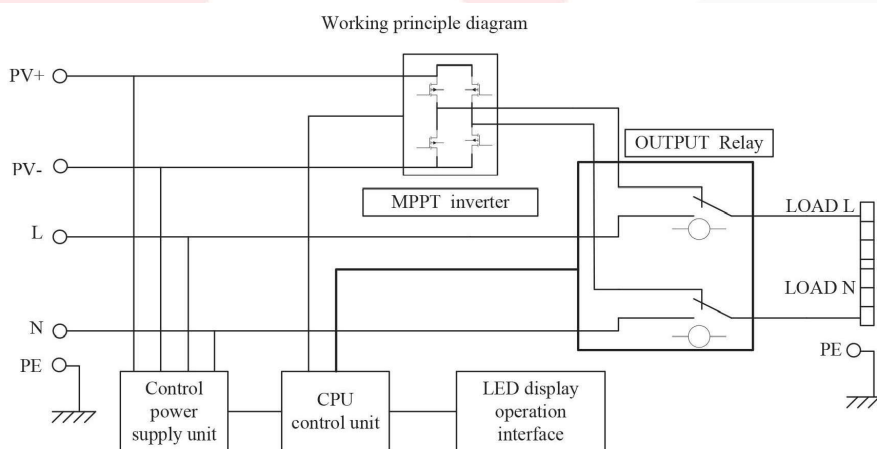 Working principle diagram
PV+
PV-
L
N
PE
MPPT inverter
OUTPUT Relay
LOAD L
LOAD N
PE
Control
power
supply unit
CPU
control unit
LED display
operation
interface